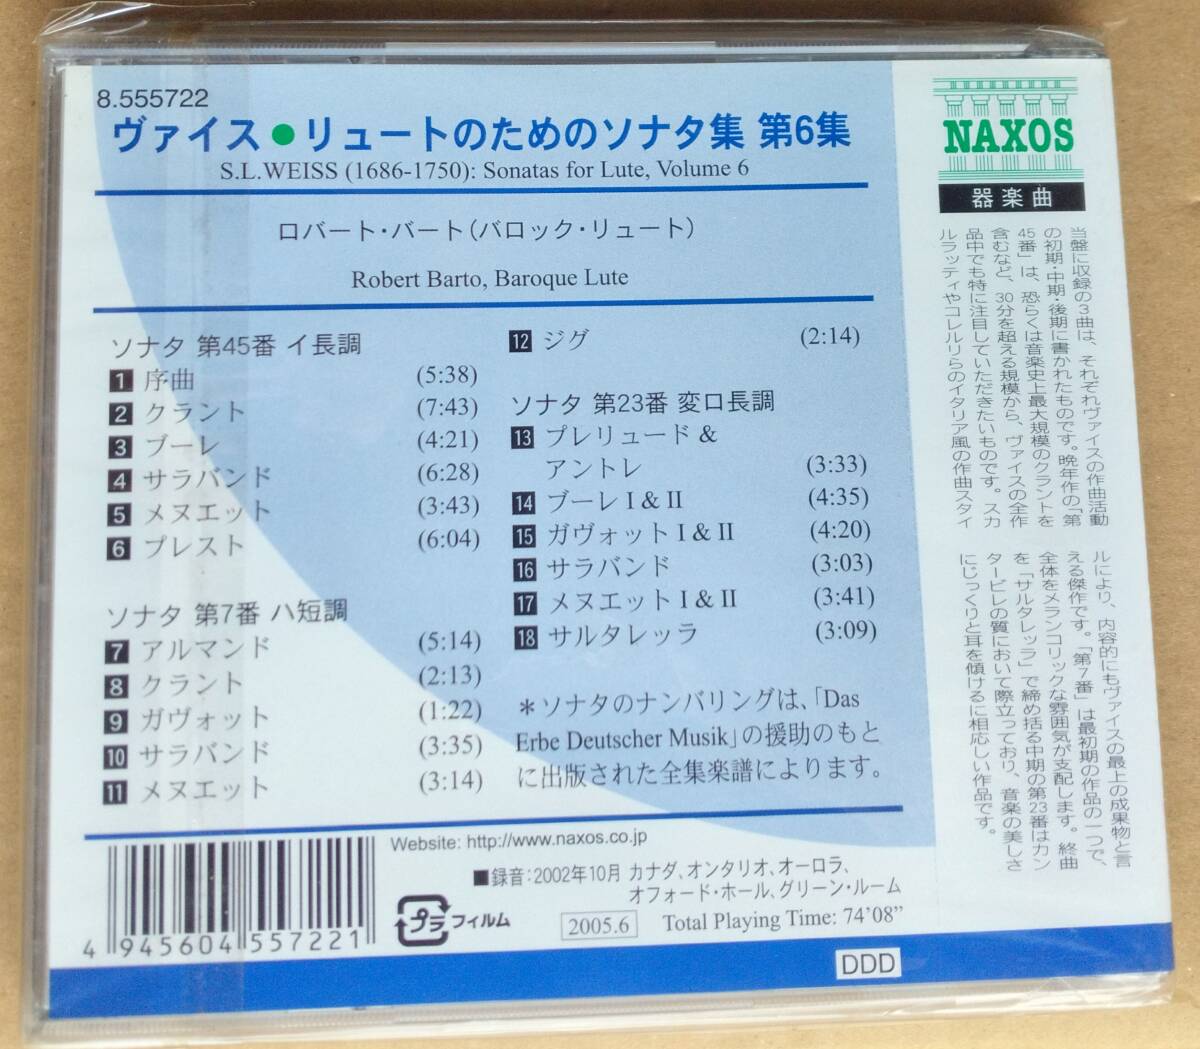 8.555722
ヴァイス●リュートのためのソナタ集 第6集
S.L.WEISS (1686-1750): Sonatas for Lute, Volume 6
ロバート・バート(バロック・リュート)
Robert Barto, Baroque Lute
ソナタ 第45番 イ長調
1 序曲 (5:38)
2 クラント (7:43)
3 ブーレ (4:21)
4 サラバンド (6:28)
5 メヌエット (3:43)
6 プレスト (6:04)
ソナタ 第7番 ハ短調
7 アルマンド (5:14)
8 クラント (2:13)
9 ガヴォット (1:22)
10 サラバンド (3:35)
11 メヌエット (3:14)
12 ジグ (2:14)
ソナタ 第23番 変ロ長調
13 プレリュード &
アントレ (3:33)
14 ブーレ I & II (4:35)
15 ガヴォット I & II (4:20)
16 サラバンド (3:03)
17 メヌエット I & II (3:41)
18 サルタレッラ (3:09)
*ソナタのナンバリングは、「Das
Erbe Deutscher Musik」の援助のもと
に出版された全集楽譜によります。
NAXOS
器楽曲
当盤に収録の3曲は、それぞれヴァイスの作曲活動
の初期・中期・後期に書かれたものです。晩年作の「第
45番」は、恐らくは音楽史上最大規模のクラントを
含むなど、30分を超える規模から、ヴァイスの全作
品中でも特に注目していただきたいものです。スカ
ルラッティやコレルリらのイタリア風の作曲スタイ
ルにより、内容的にもヴァイスの最上の成果物と言
える傑作です。「第7番」は最初期の作品の一つで、
全体をメランコリックな雰囲気が支配します。終曲
を「サルタレッラ」で締め括る中期の第23番はカン
タービレの質において際立っており、音楽の美しさ
にじっくりと耳を傾けるに相応しい作品です。
Website: http://www.naxos.co.jp
■録音:2002年10月 カナダ、オンタリオ、オーロラ、
オフォード・ホール、グリーン・ルーム
プラ フィルム
2005.6 Total Playing Time: 74’08”
4 945604 557221
DDD